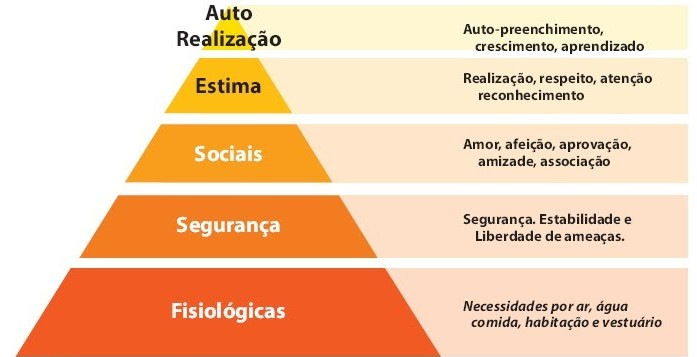 Auto
Realização
Auto-preenchimento,
crescimento, aprendizado
Estima
Realização, respeito, atenção
reconhecimento
Sociais
Amor, afeição, aprovação,
amizade, associação
Segurança
Segurança. Estabilidade e
Liberdade de ameaças.
Fisiológicas
Necessidades por ar, água
comida, habitação e vestuário